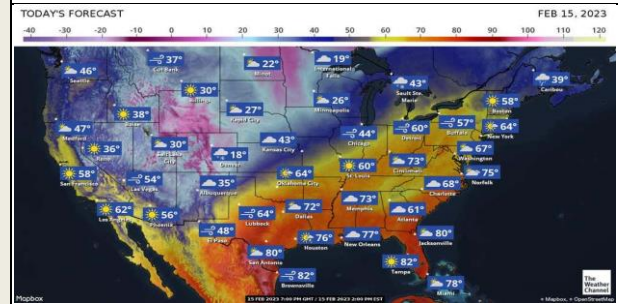 TODAY'S FORECAST
FEB 15, 2023
-40 -30 -20 -10 0 10 20 30 40 50 60 70 80 90 100 110 120
46°
Seattle
37°
Cut Bank
22°
Minot
19°
International
Falls
43°
Sault Ste.
Marie
39°
Caribou
30°
Billings
38°
Boise
27°
Rapid City
26°
Minneapolis
58°
Boston
47°
Medford
36°
Reno
30°
Salt Lake
City
18°
Denver
43°
Kansas City
44°
Chicago
60°
Detroit
57°
Buffalo
64°
New York
67°
Washington
58°
San Francisco
54°
Las Vegas
35°
Albuquerque
64°
Oklahoma City
60°
St. Louis
73°
Cincinnati
75°
Norfolk
68°
Charlotte
62°
Los Angeles
56°
Phoenix
48°
El Paso
64°
Lubbock
72°
Dallas
73°
Memphis
61°
Atlanta
80°
San Antonio
76°
Houston
77°
New Orleans
80°
Jacksonville
82°
Brownsville
82°
Tampa
78°
Miami
The
Weather
Channel
Mapbox
15 FEB 2023 7:00 PM GMT / 15 FEB 2023 2:00 PM EST
© Mapbox, © OpenStreetMap